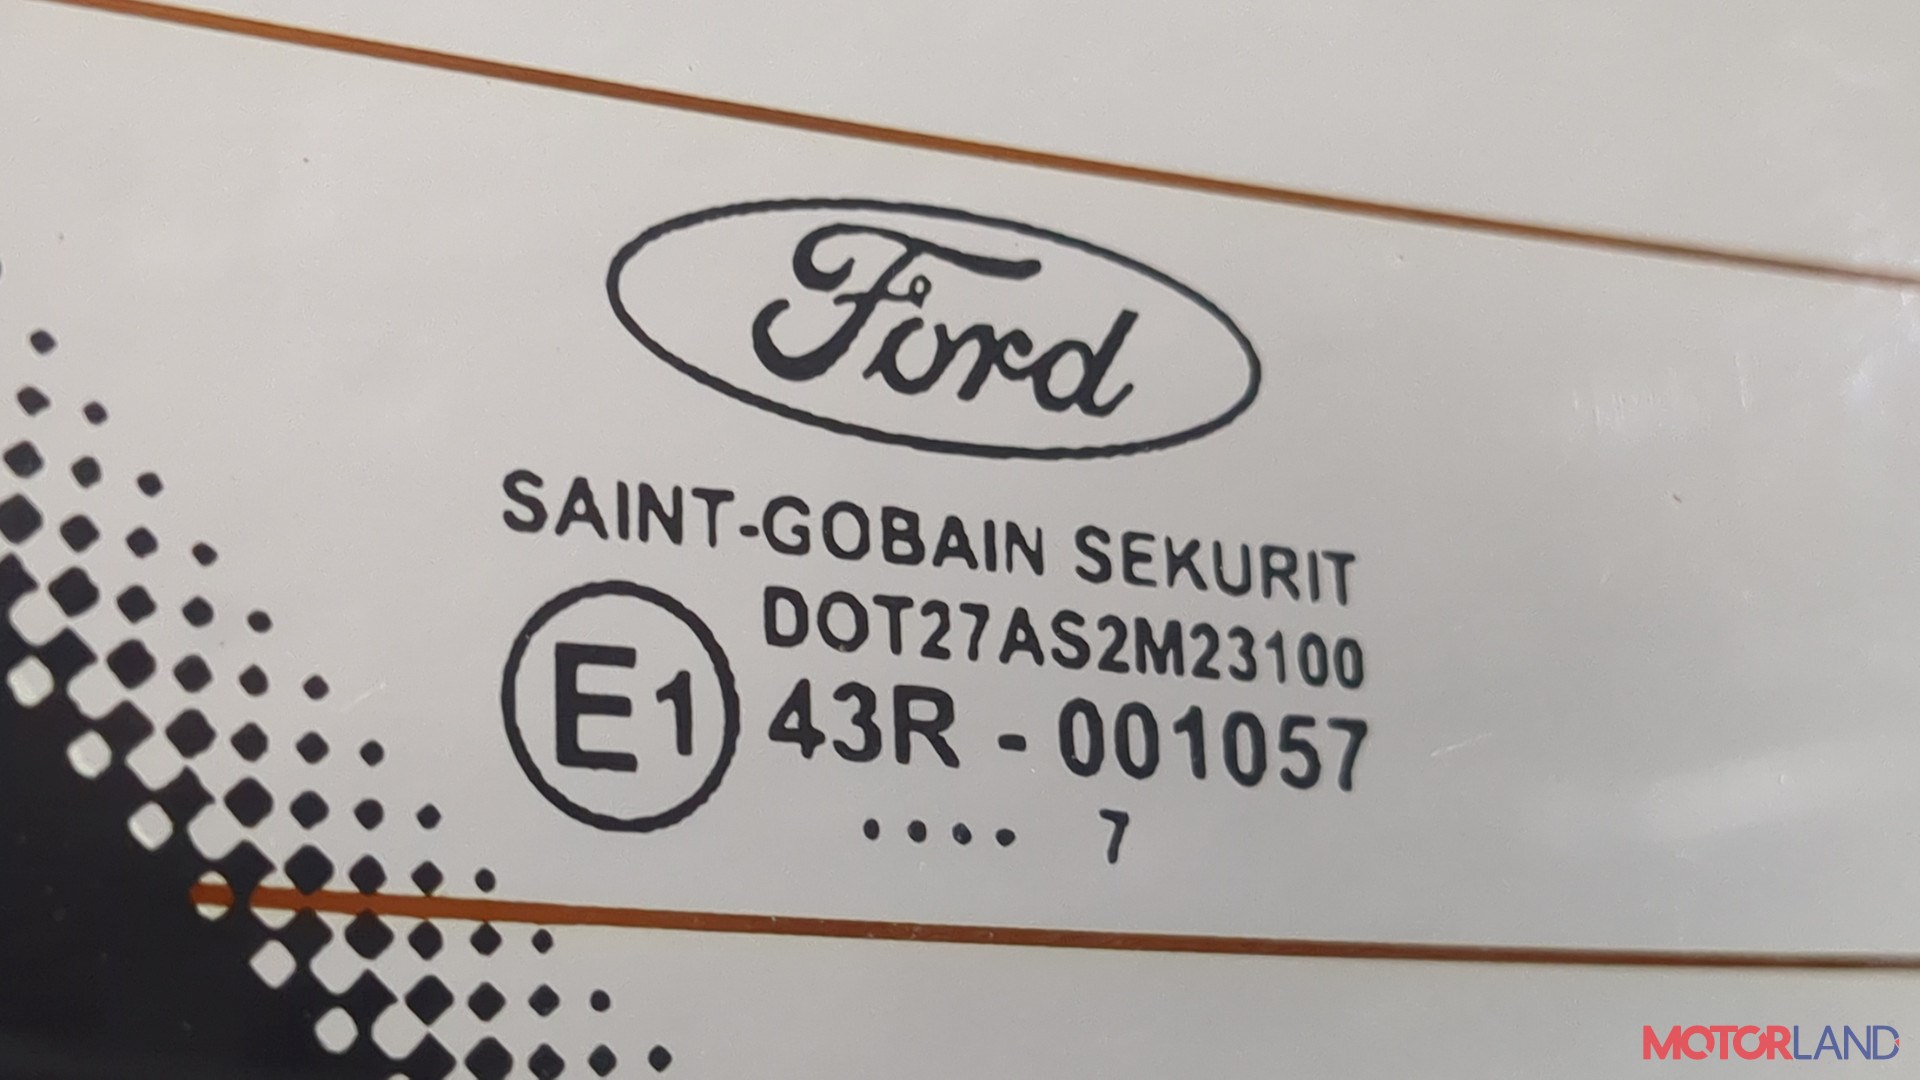 Ford
SAINT-GOBAIN SEKURIT
DOT27AS2M23100
E1 43R - 001057
.... 7
MOTORLAND